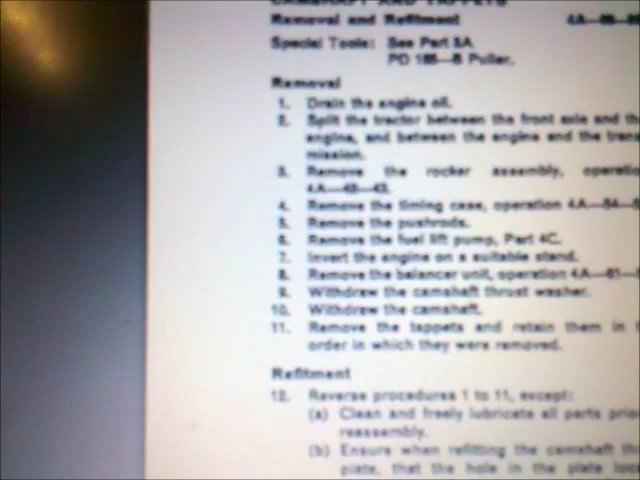 CAMSHAFT AND TAPPETS
Removal and Refitment
Special Tools: See Part 5A
PD 155—B Puller.
Removal
1. Drain the engine oil.
2. Split the tractor between the front axle and
engine, and between the engine and the
mission.
3. Remove the rocker assembly,
4. Remove the timing case, operation
5. Remove the pushrods.
6. Remove the fuel lift pump, Part 4C.
7. Invert the engine on a suitable stand.
8. Remove the balancer unit, operation
9. Withdraw the camshaft thrust washer.
10. Withdraw the camshaft.
11. Remove the tappets and retain them in
order in which they were removed.
Refitment
12. Reverse procedures 1 to 11, except:
(a) Clean and freely lubricate all parts
reassembly.
(b) Ensure when refitting the camshaft
plate, that the hole in the plate